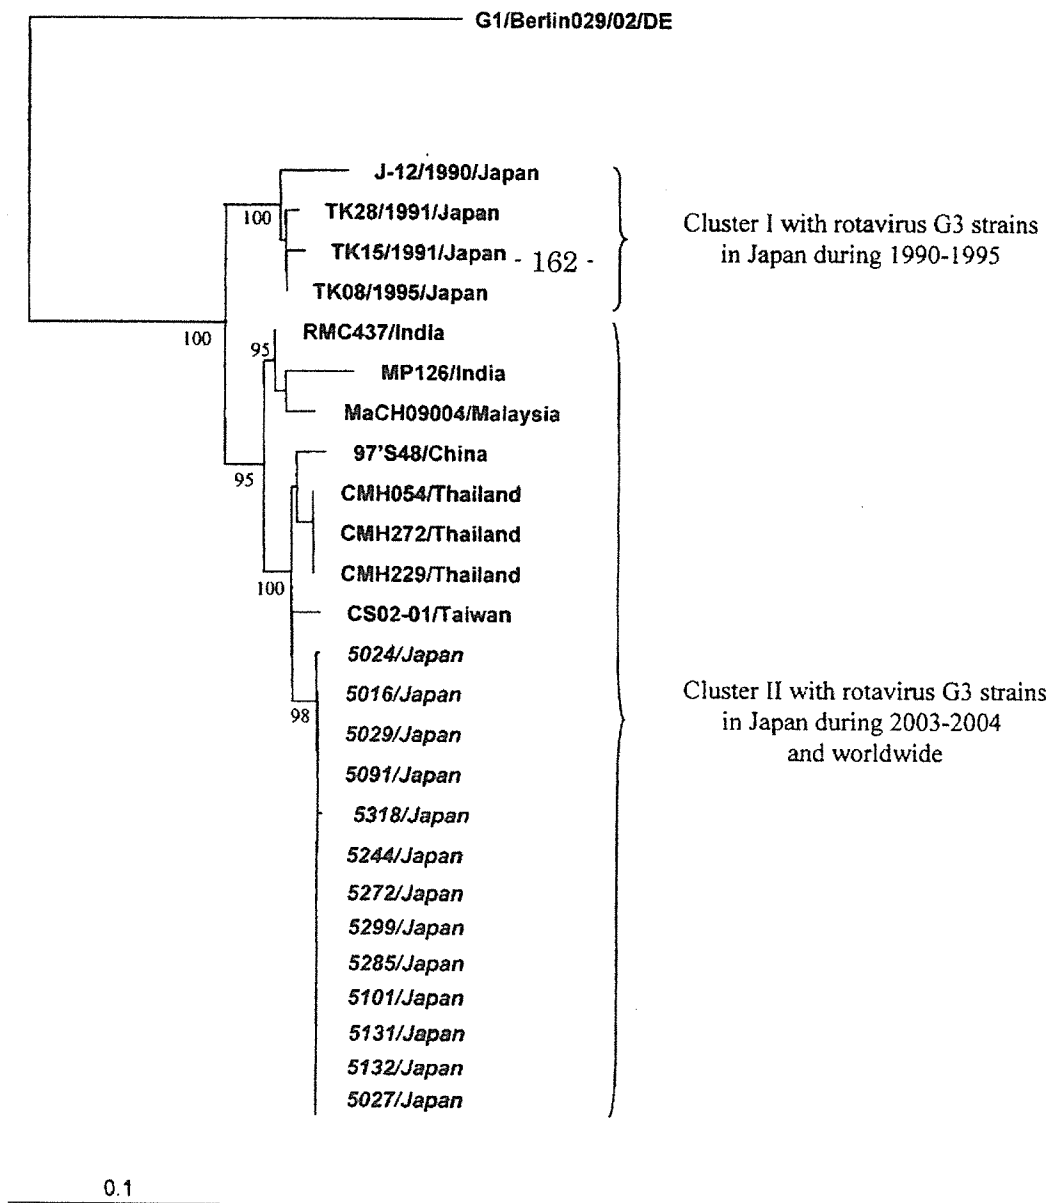 G1/Berlin029/02/DE
J-12/1990/Japan
100
TK28/1991/Japan
TK15/1991/Japan - 162 -
TK08/1995/Japan
Cluster I with rotavirus G3 strains
in Japan during 1990-1995
100
RMC437/India
95
MP126/India
MaCH09004/Malaysia
97'S48/China
95
CMH054/Thailand
CMH272/Thailand
CMH229/Thailand
100
CS02-01/Taiwan
5024/Japan
5016/Japan
98
5029/Japan
5091/Japan
5318/Japan
5244/Japan
5272/Japan
5299/Japan
5285/Japan
5101/Japan
5131/Japan
5132/Japan
5027/Japan
Cluster II with rotavirus G3 strains
in Japan during 2003-2004
and worldwide
0.1